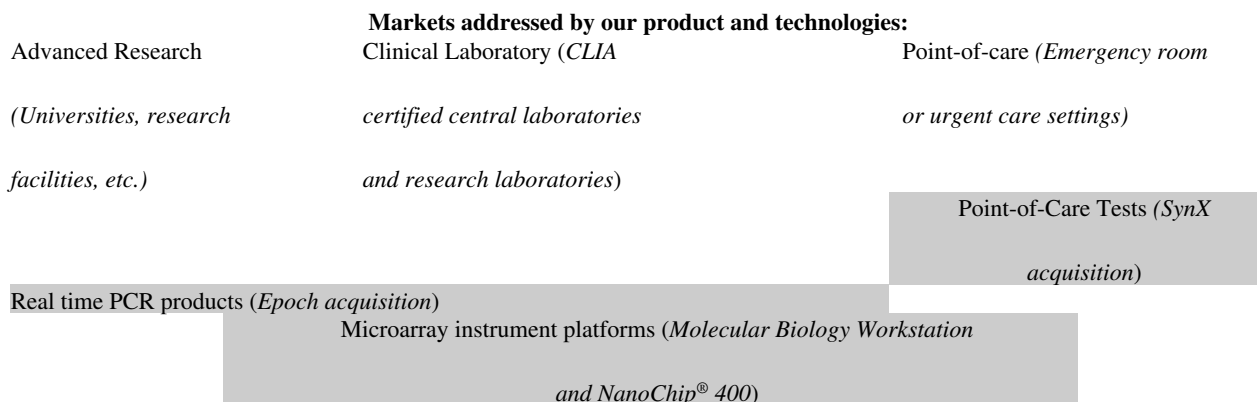 Markets addressed by our product and technologies:
Advanced Research
(Universities, research
facilities, etc.)
Clinical Laboratory (CLIA
certified central laboratories
and research laboratories)
Point-of-care (Emergency room
or urgent care settings)
Point-of-Care Tests (SynX
acquisition)
Real time PCR products (Epoch acquisition)
Microarray instrument platforms (Molecular Biology Workstation
and NanoChip® 400)